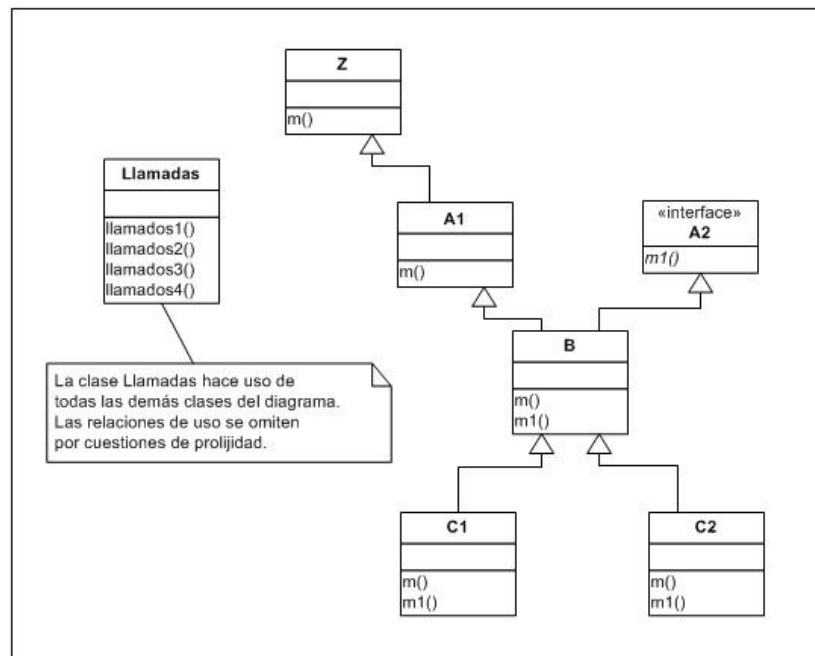 Z
m()
Llamadas
llamados1()
llamados2()
llamados3()
llamados4()
A1
m()
«interface»
A2
m1()
B
m()
m1()
La clase Llamadas hace uso de
todas las demás clases del diagrama.
Las relaciones de uso se omiten
por cuestiones de prolijidad.
C1
m()
m1()
C2
m()
m1()